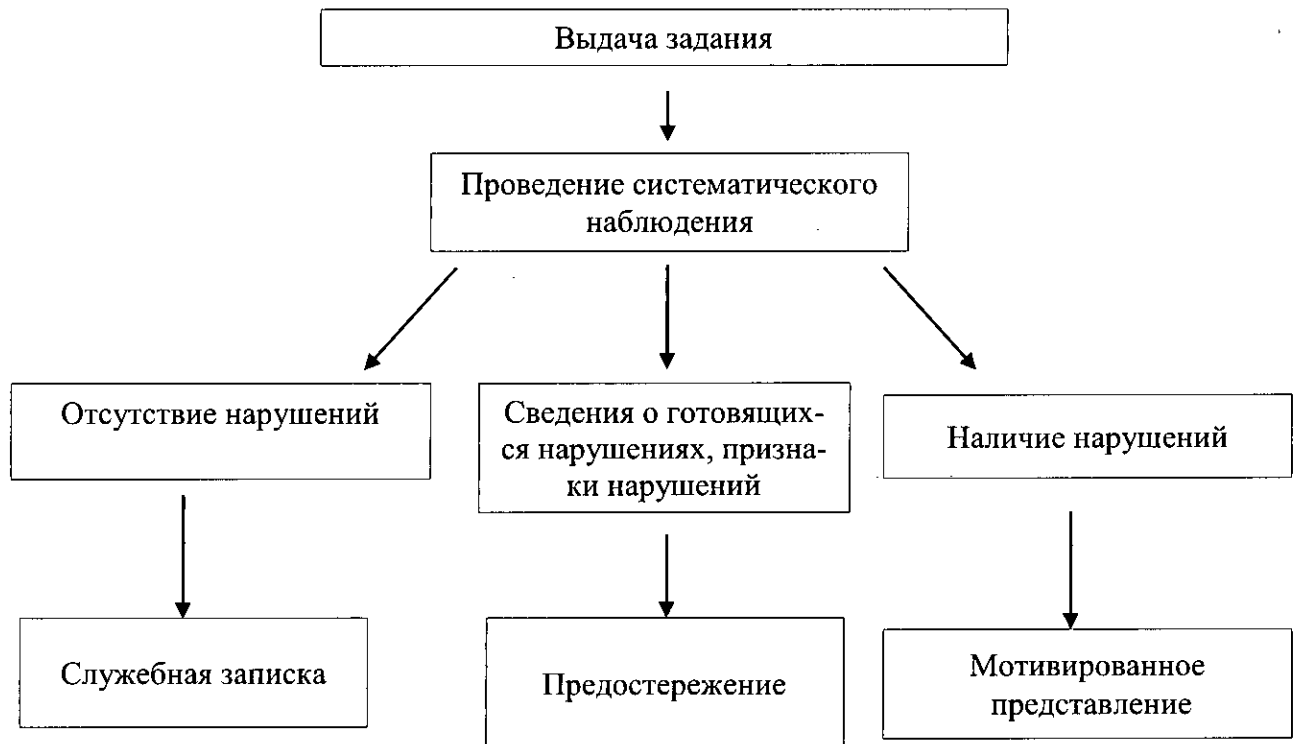 Выдача задания
Проведение систематического
наблюдения
Отсутствие нарушений
Сведения о готовящих-
ся нарушениях, призна-
ки нарушений
Наличие нарушений
Служебная записка
Предостережение
Мотивированное
представление